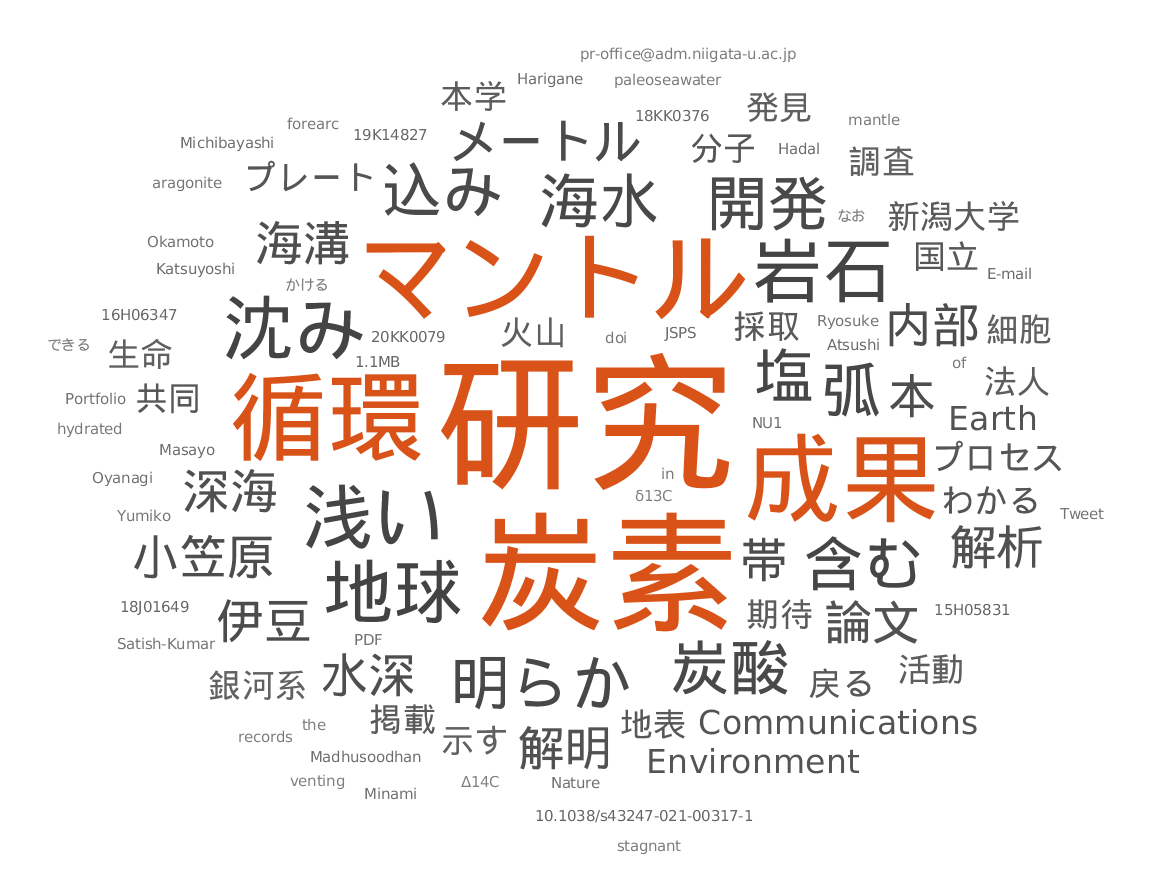 pr-office@adm.niigata-u.ac.jp
Harigane paleoseawater
本学 18KK0376 発見
forearc 19K14827 メートル mantle
Michibayashi 分子 Hadal 調査
aragonite プレート 込み 海水 開発 なお 新潟大学
Okamoto 海溝 マントル 岩石 国立
Katsuyoshi E-mail
かける
16H06347 沈み 20KK0079 火山 doi JSPS 採取 Ryosuke 内部 細胞
できる 生命 1.1MB Atsushi
of
Portfolio 共同 循環 研究 塩 弧 本 法人
hydrated NU1 Earth
Masayo 成果 プロセス
Oyanagi 深海 in
浅い δ13C わかる
Yumiko Tweet
小笠原 炭素 帯 含む 解析
18J01649 伊豆 地球 期待 論文 15H05831
Satish-Kumar PDF
銀河系 水深 明らか 炭酸 戻る 活動
records the 掲載 示す 解明 地表 Communications
Madhusoodhan Environment
venting Δ14C Nature
Minami
10.1038/s43247-021-00317-1
stagnant